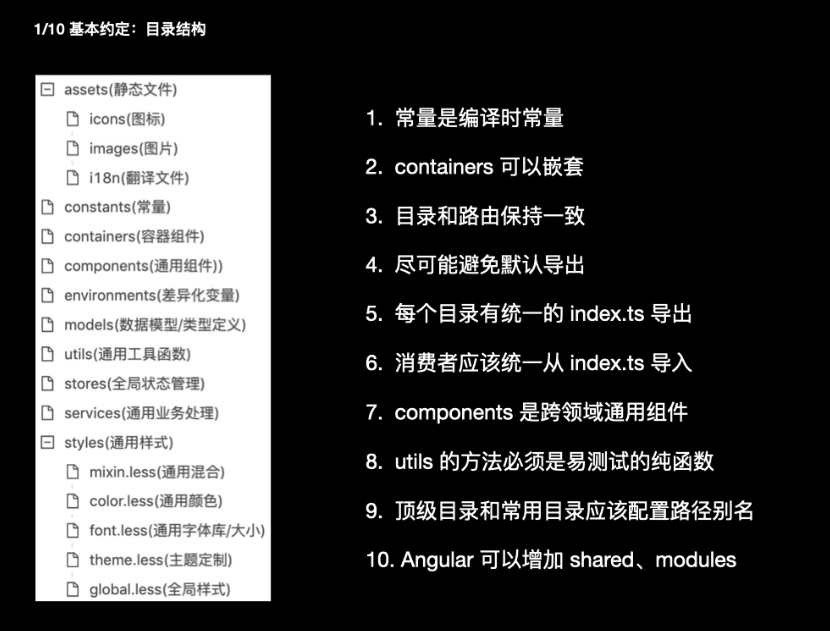 1/10 基本约定：目录结构
assets(静态文件)
icons(图标)
images(图片)
i18n(翻译文件)
constants(常量)
containers(容器组件)
components(通用组件))
environments(差异化变量)
models(数据模型/类型定义)
utils(通用工具函数)
stores(全局状态管理)
services(通用业务处理)
styles(通用样式)
mixin.less(通用混合)
color.less(通用颜色)
font.less(通用字体库/大小)
theme.less(主题定制)
global.less(全局样式)
1. 常量是编译时常量
2. containers 可以嵌套
3. 目录和路由保持一致
4. 尽可能避免默认导出
5. 每个目录有统一的 index.ts 导出
6. 消费者应该统一从 index.ts 导入
7. components 是跨领域通用组件
8. utils 的方法必须是易测试的纯函数
9. 顶级目录和常用目录应该配置路径别名
10. Angular 可以增加 shared、modules